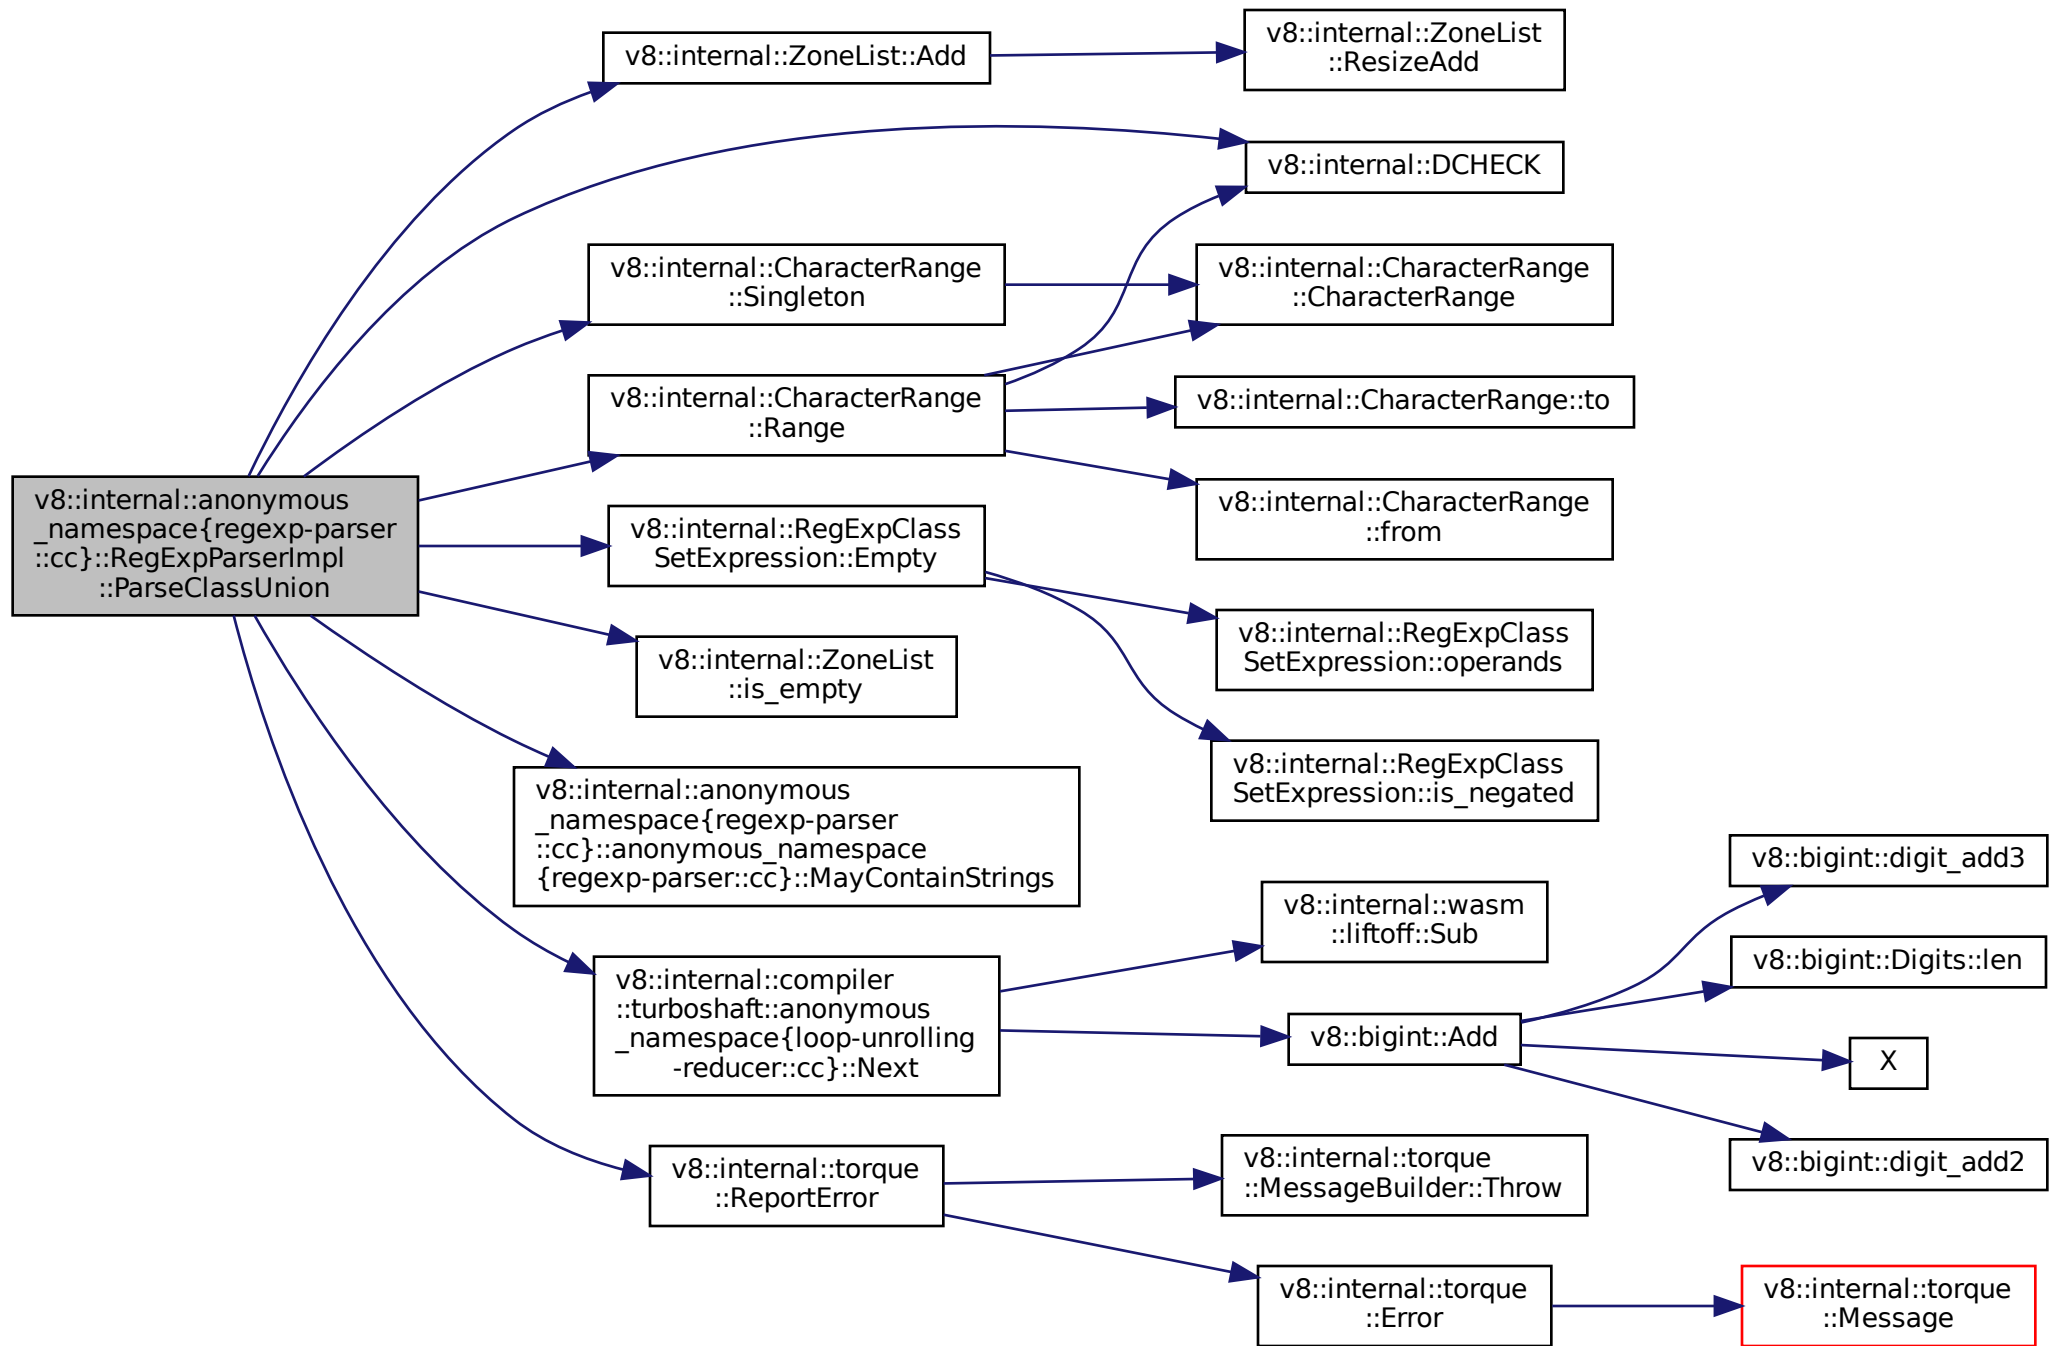 v8::internal::anonymous
_namespace{regexp-parser
::cc}::RegExpParserImpl
::ParseClassUnion
v8::internal::ZoneList::Add
v8::internal::ZoneList
::ResizeAdd
v8::internal::DCHECK
v8::internal::CharacterRange
::Singleton
v8::internal::CharacterRange
::CharacterRange
v8::internal::CharacterRange
::Range
v8::internal::CharacterRange::to
v8::internal::CharacterRange
::from
v8::internal::RegExpClass
SetExpression::Empty
v8::internal::RegExpClass
SetExpression::operands
v8::internal::RegExpClass
SetExpression::is_negated
v8::internal::ZoneList
::is_empty
v8::internal::anonymous
_namespace{regexp-parser
::cc}::anonymous_namespace
{regexp-parser::cc}::MayContainStrings
v8::internal::compiler
::turboshaft::anonymous
_namespace{loop-unrolling
-reducer::cc}::Next
v8::internal::wasm
::liftoff::Sub
v8::bigint::Add
v8::bigint::digit_add3
v8::bigint::Digits::len
X
v8::bigint::digit_add2
v8::internal::torque
::ReportError
v8::internal::torque
::MessageBuilder::Throw
v8::internal::torque
::Error
v8::internal::torque
::Message